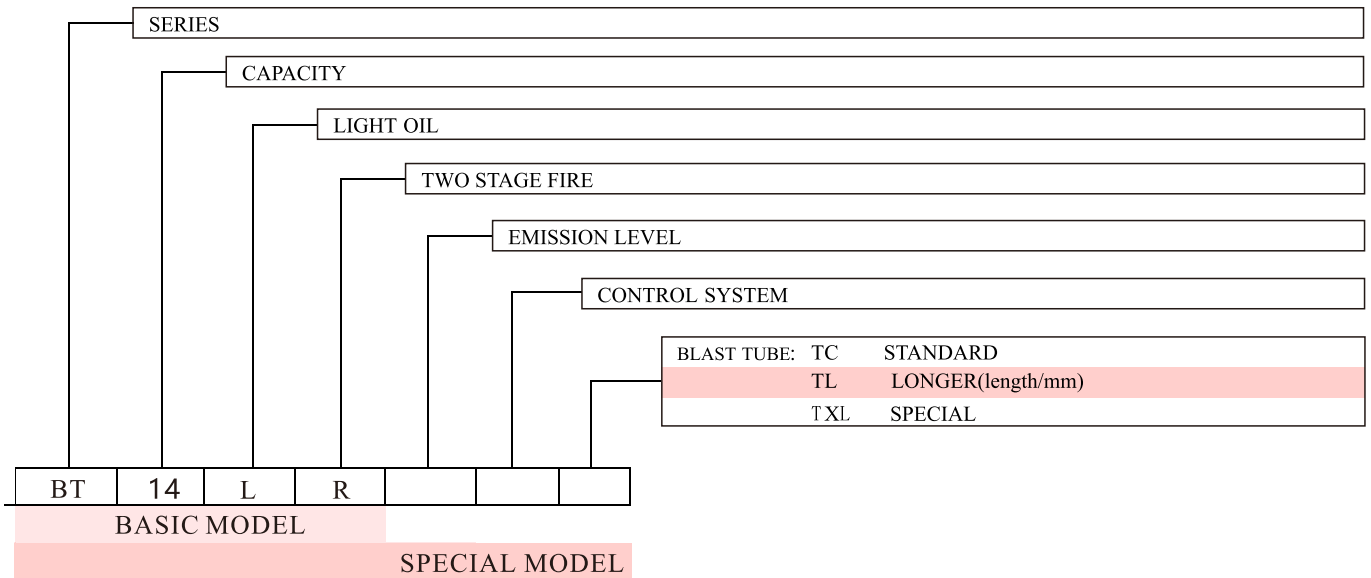 SERIES
CAPACITY
LIGHT OIL
TWO STAGE FIRE
EMISSION LEVEL
CONTROL SYSTEM
BLAST TUBE: TC STANDARD
TL LONGER(length/mm)
TXL SPECIAL
BT 14 L R
BASIC MODEL
SPECIAL MODEL